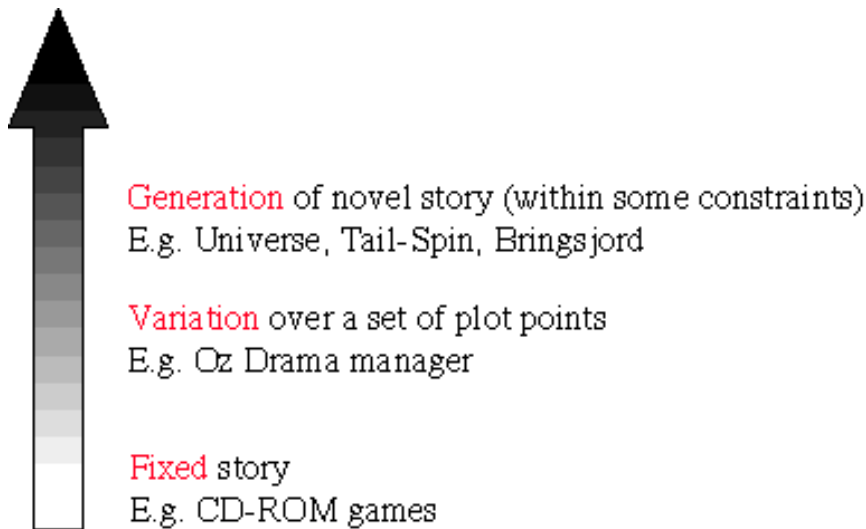 Generation of novel story (within some constraints)
E.g. Universe, Tail-Spin, Bringsjord
Variation over a set of plot points
E.g. Oz Drama manager
Fixed story
E.g. CD-ROM games